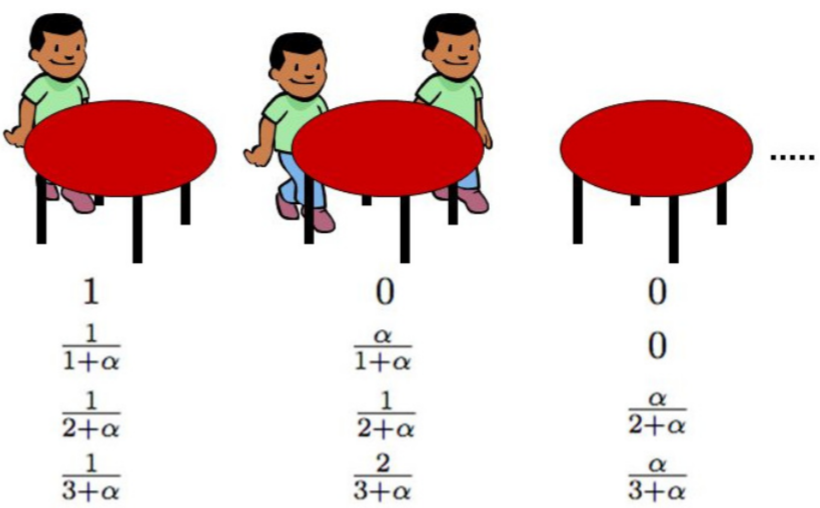 .....
1 0 0
1/(1+α) α/(1+α) 0
1/(2+α) 1/(2+α) α/(2+α)
1/(3+α) 2/(3+α) α/(3+α)